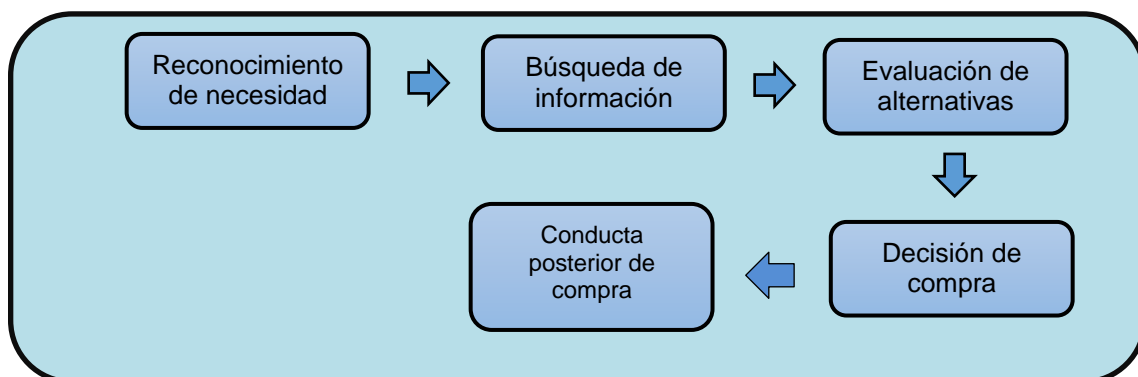 Reconocimiento
de necesidad
Búsqueda de
información
Evaluación de
alternativas
Decisión de
compra
Conducta
posterior de
compra